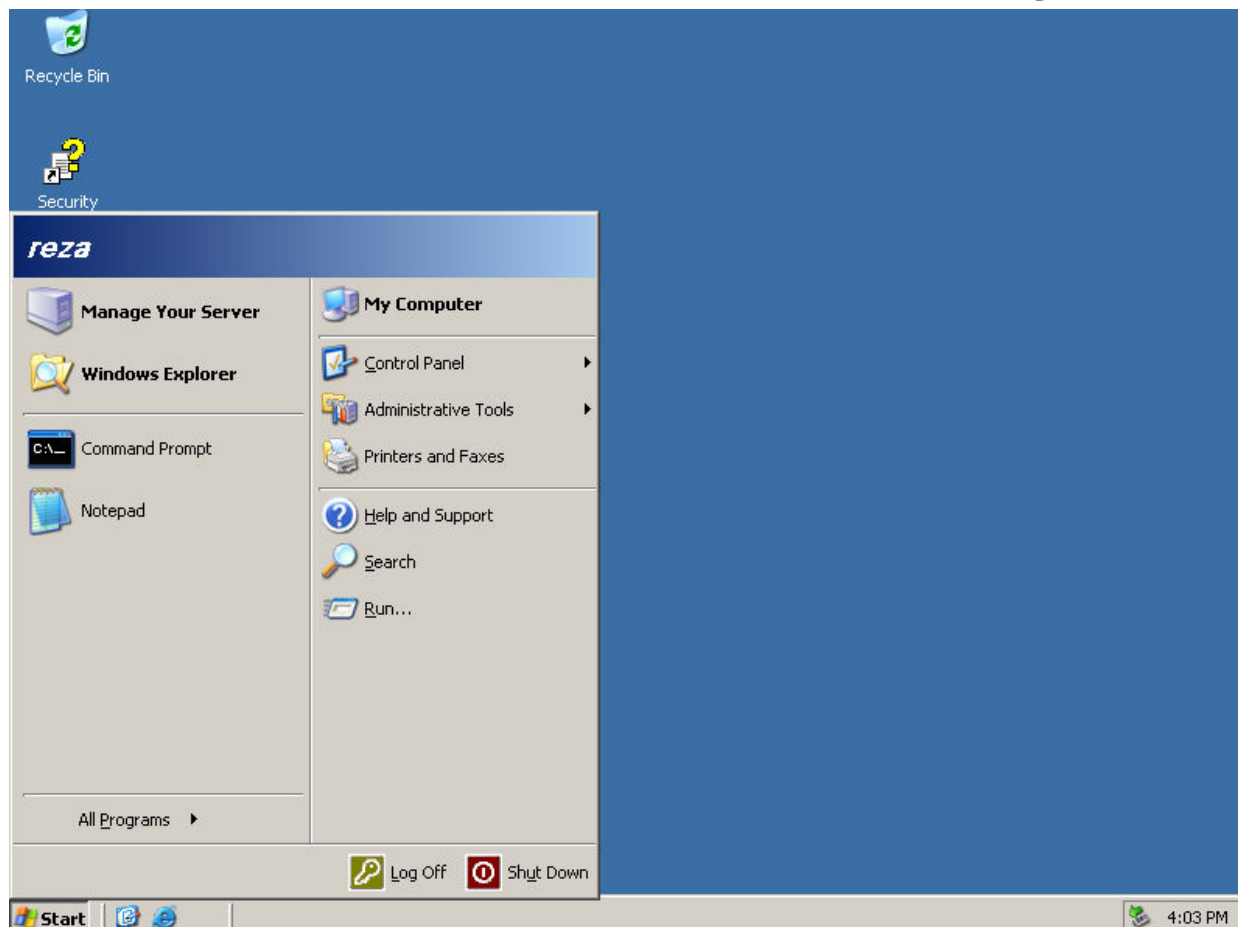 Recycle Bin
Security
reza
Manage Your Server
Windows Explorer
Command Prompt
Notepad
All Programs
My Computer
Control Panel
Administrative Tools
Printers and Faxes
Help and Support
Search
Run...
Log Off
Shut Down
Start
4:03 PM